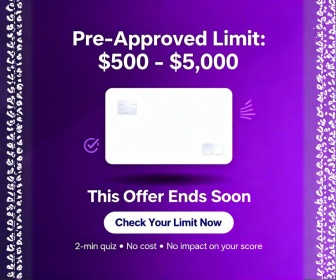 Pre-Approved Limit:
$500 – $5,000
This Offer Ends Soon
Check Your Limit Now
2-min quiz • No cost • No impact on your score